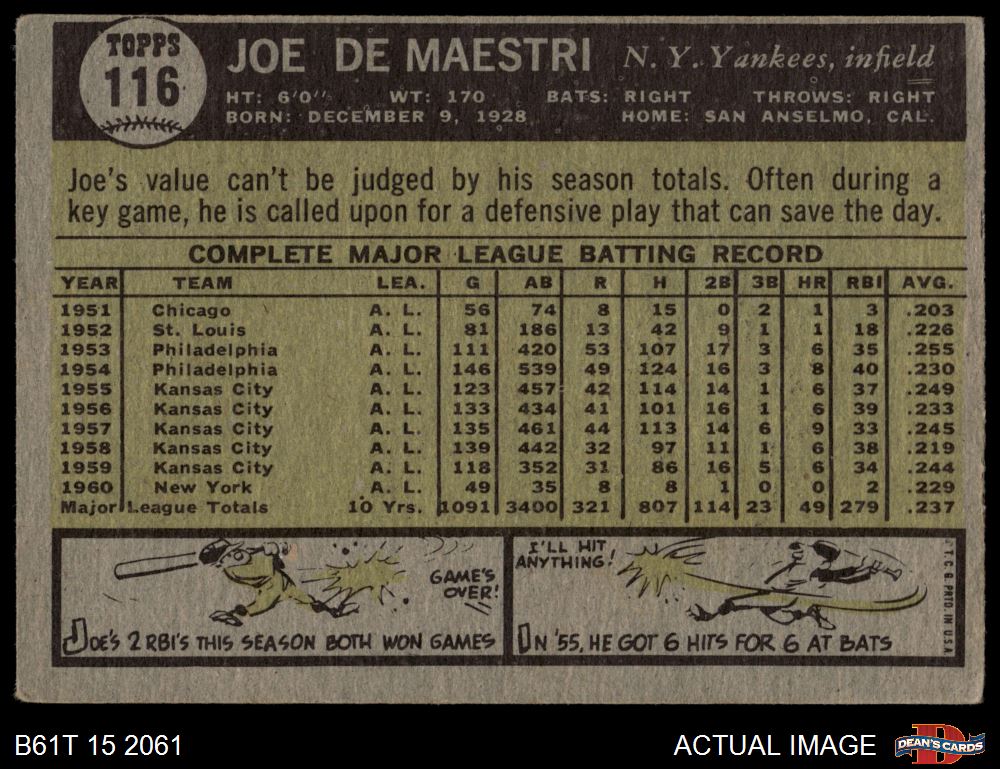 TOPPS
116
JOE DE MAESTRI N. Y. Yankees, infield
HT: 6'0" WT: 170 BATS: RIGHT THROWS: RIGHT
BORN: DECEMBER 9, 1928 HOME: SAN ANSELMO, CAL.
Joe's value can't be judged by his season totals. Often during a
key game, he is called upon for a defensive play that can save the day.
COMPLETE MAJOR LEAGUE BATTING RECORD
YEAR TEAM LEA. G AB R H 2B 3B HR RBI AVG.
1951 Chicago A. L. 56 74 8 15 0 2 1 3 .203
1952 St. Louis A. L. 81 186 13 42 9 1 1 18 .226
1953 Philadelphia A. L. 111 420 53 107 17 3 6 35 .255
1954 Philadelphia A. L. 146 539 49 124 16 3 8 40 .230
1955 Kansas City A. L. 123 457 42 114 14 1 6 37 .249
1956 Kansas City A. L. 133 434 41 101 16 1 6 39 .233
1957 Kansas City A. L. 135 461 44 113 14 6 9 33 .245
1958 Kansas City A. L. 139 442 32 97 11 1 6 38 .219
1959 Kansas City A. L. 118 352 31 86 16 5 6 34 .244
1960 New York A. L. 49 35 8 8 1 0 0 2 .229
Major League Totals 10 Yrs. 1091 3400 321 807 114 23 49 279 .237
GAME'S
OVER!
JOE'S 2 RBI'S THIS SEASON BOTH WON GAMES
I'LL HIT
ANYTHING!
IN '55, HE GOT 6 HITS FOR 6 AT BATS
T. C. G. PRTD. IN U.S.A.
B61T 15 2061
ACTUAL IMAGE
DEAN'S CARDS